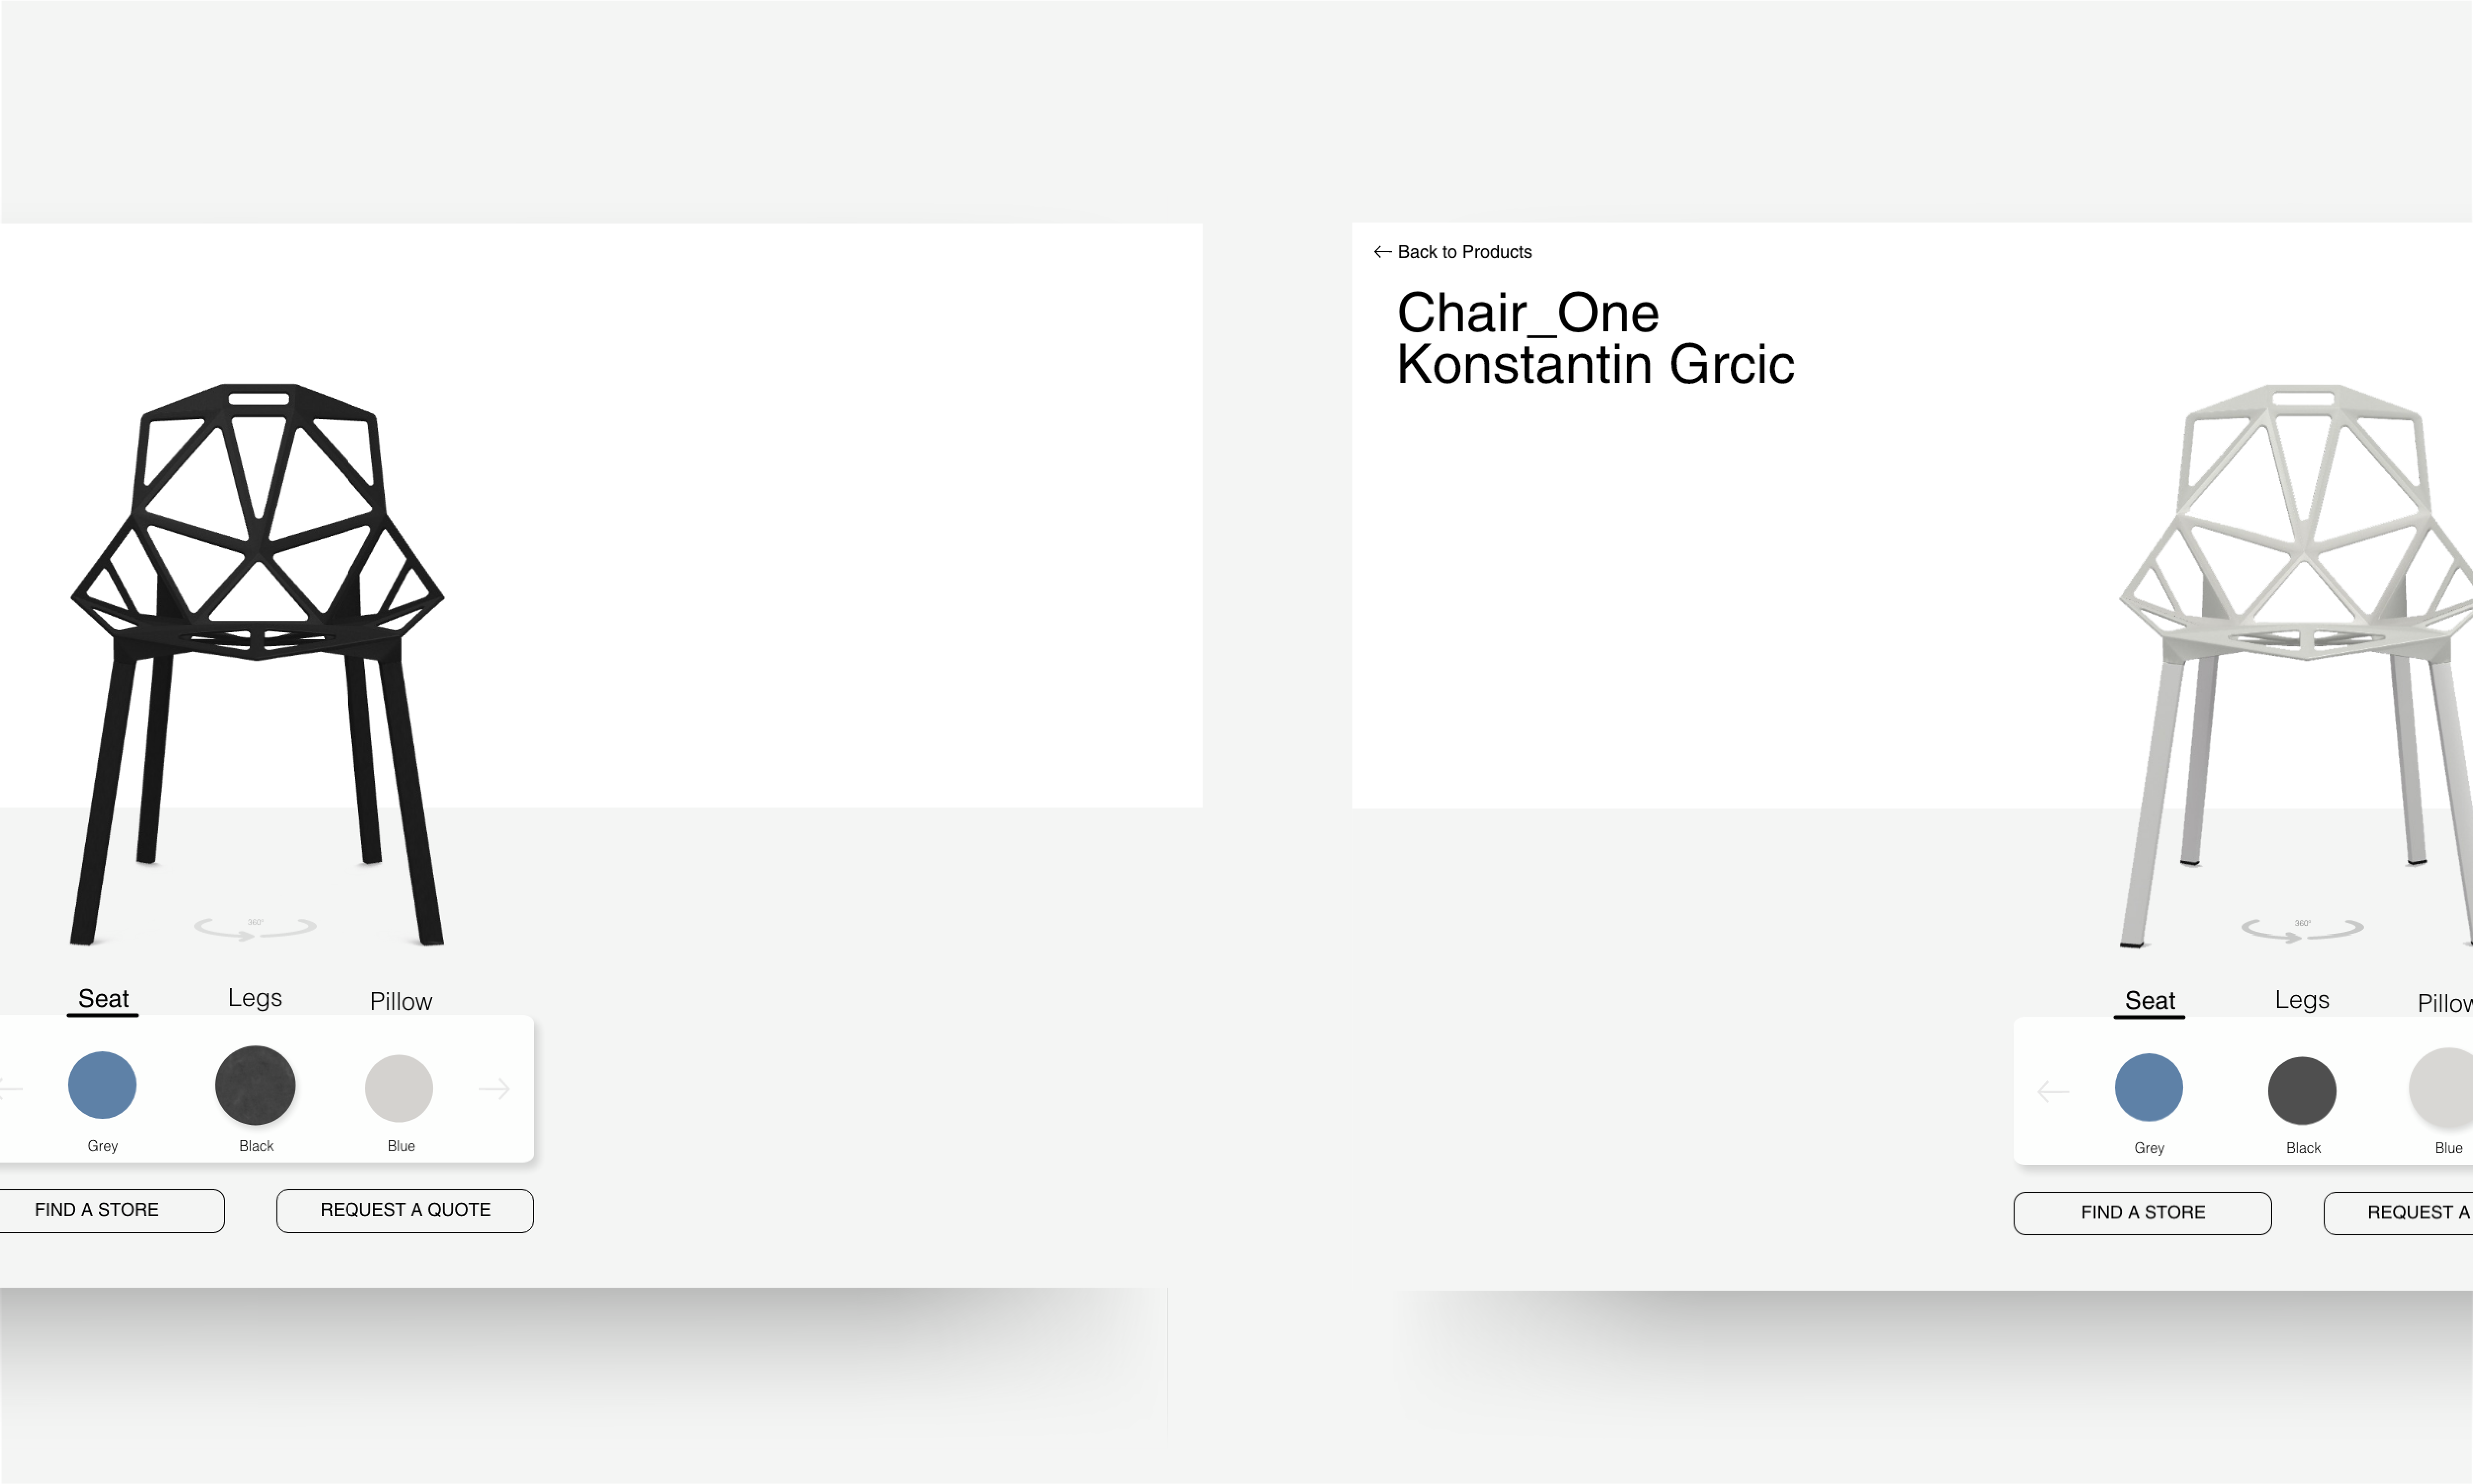 360°
Seat Legs Pillow
Grey Black Blue
FIND A STORE REQUEST A QUOTE
← Back to Products
Chair_One
Konstantin Grcic
360°
Seat Legs Pillow
Grey Black Blue
FIND A STORE REQUEST A